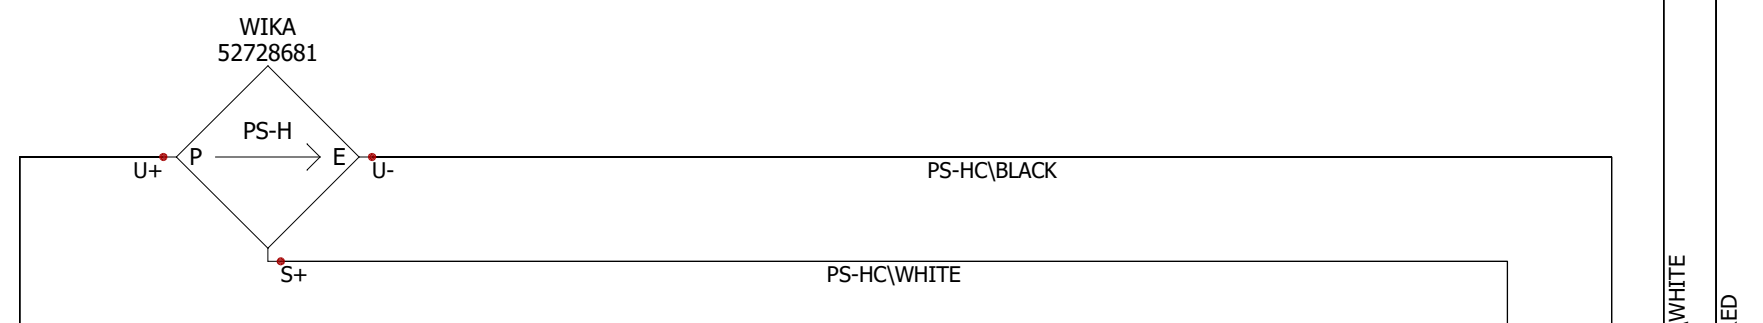 WIKA
52728681
PS-H
P
E
U+
U-
PS-HC\BLACK
S+
PS-HC\WHITE
WHITE